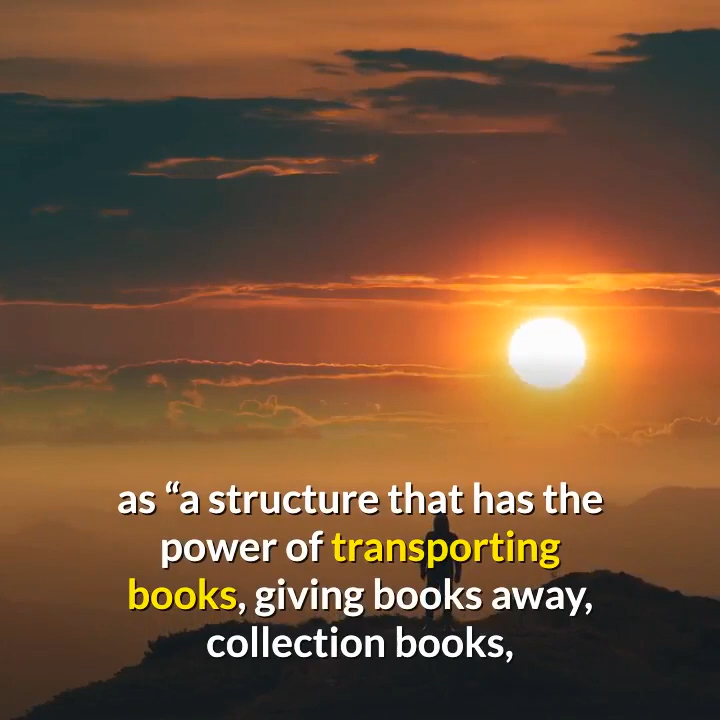 as “a structure that has the
power of transporting
books, giving books away,
collection books,